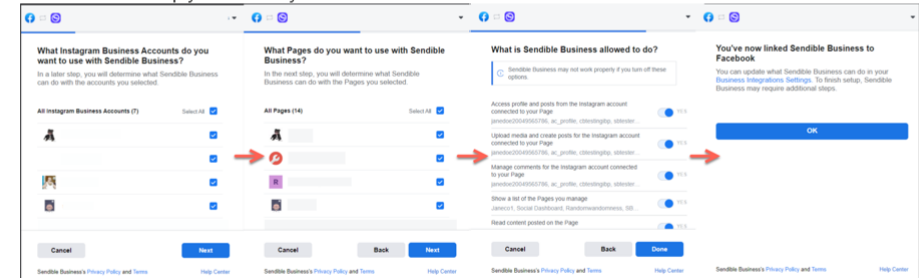 What Instagram Business Accounts do you
want to use with Sendible Business?
In a later step, you will determine what Sendible Business
can do with the accounts you selected.
All Instagram Business Accounts (7) Select All
Cancel Next
Sendible Business's Privacy Policy and Terms Help Center
What Pages do you want to use with Sendible
Business?
In the next step, you will determine what Sendible
Business can do with the Pages you selected.
All Pages (14) Select All
R
Cancel Back Next
Sendible Business's Privacy Policy and Terms Help Center
What is Sendible Business allowed to do?
Sendible Business may not work properly if you turn off these
options.
Access profile and posts from the Instagram account
connected to your Page
YES
Upload media and create posts for the Instagram account
connected to your Page
YES
Manage comments for the Instagram account connected
to your Page
YES
Show a list of the Pages you manage
YES
Read content posted on the Page
YES
Cancel Back Done
Sendible Business's Privacy Policy and Terms Help Center
You've now linked Sendible Business to
Facebook
You can update what Sendible Business can do in your
Business Integrations Settings. To finish setup, Sendible
Business may require additional steps.
OK
Sendible Business's Privacy Policy and Terms Help Center